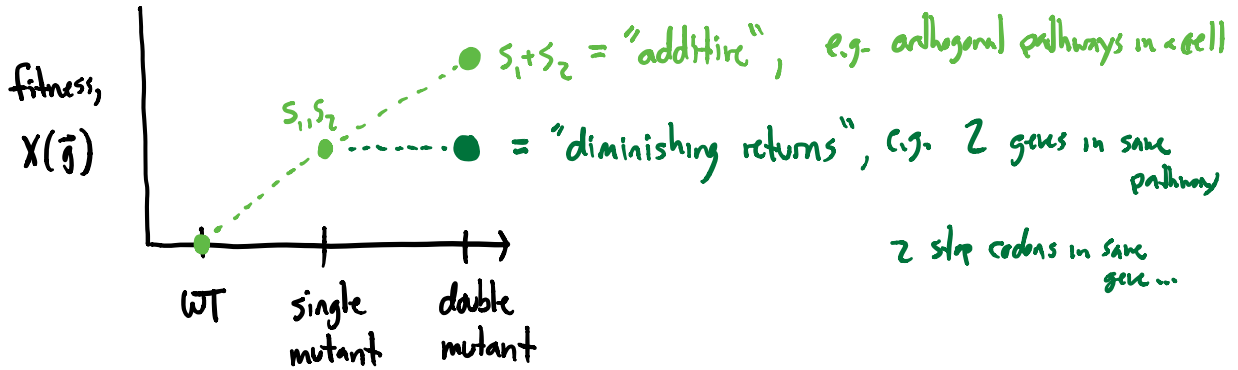 fitness,
X(g⃗)
s₁, s₂
s₁+s₂ = "additive", e.g. orthogonal pathways in a cell
= "diminishing returns", e.g. 2 genes in same
pathway
2 stop codons in same
gene...
WT
single
mutant
double
mutant